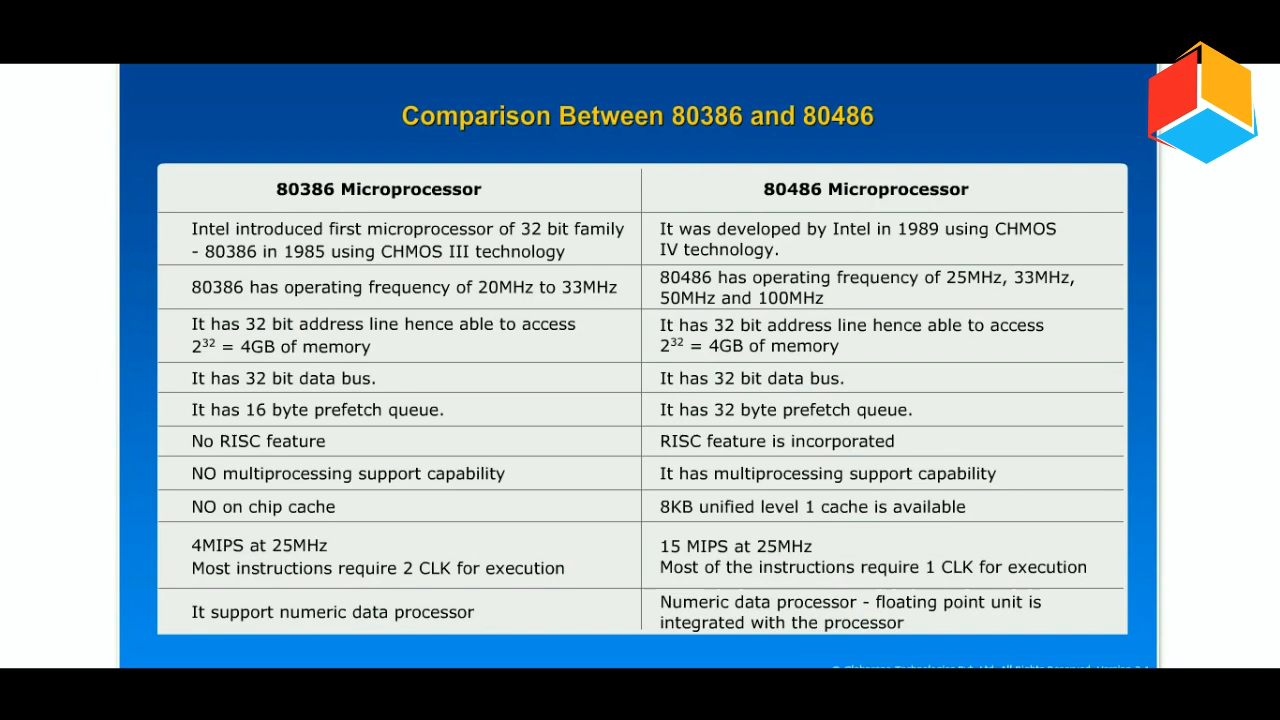 Comparison Between 80386 and 80486
80386 Microprocessor
80486 Microprocessor
Intel introduced first microprocessor of 32 bit family
- 80386 in 1985 using CHMOS III technology
It was developed by Intel in 1989 using CHMOS
IV technology.
80386 has operating frequency of 20MHz to 33MHz
80486 has operating frequency of 25MHz, 33MHz,
50MHz and 100MHz
It has 32 bit address line hence able to access
2³² = 4GB of memory
It has 32 bit address line hence able to access
2³² = 4GB of memory
It has 32 bit data bus.
It has 32 bit data bus.
It has 16 byte prefetch queue.
It has 32 byte prefetch queue.
No RISC feature
RISC feature is incorporated
NO multiprocessing support capability
It has multiprocessing support capability
NO on chip cache
8KB unified level 1 cache is available
4MIPS at 25MHz
Most instructions require 2 CLK for execution
15 MIPS at 25MHz
Most of the instructions require 1 CLK for execution
It support numeric data processor
Numeric data processor - floating point unit is
integrated with the processor